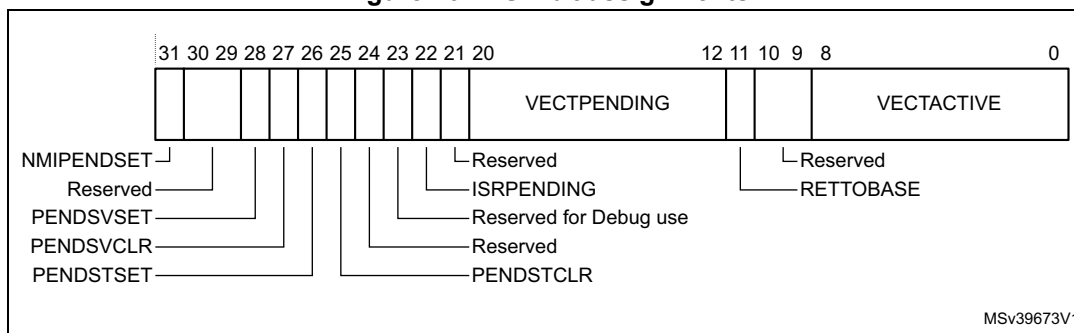 31 30 29 28 27 26 25 24 23 22 21 20 12 11 10 9 8 0
VECTPENDING VECTACTIVE
NMIPENDSET Reserved Reserved
Reserved ISRPENDING RETTOBASE
PENDSVSET Reserved for Debug use
PENDSVCLR Reserved
PENDSTSET PENDSTCLR
MSv39673V1